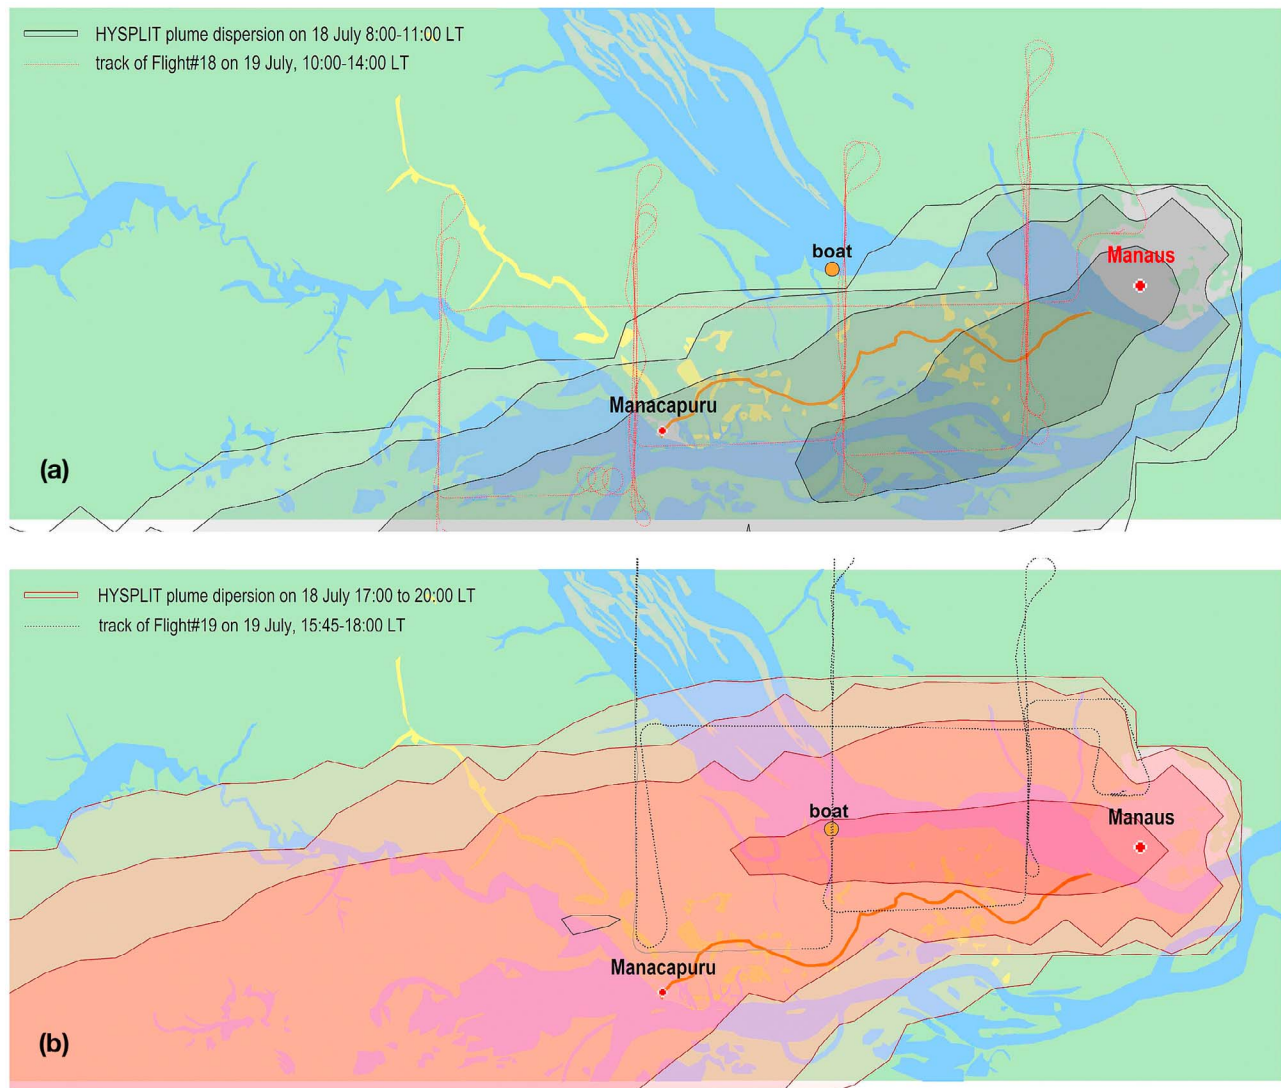 HYSPLIT plume dispersion on 18 July 8:00-11:00 LT
track of Flight#18 on 19 July, 10:00-14:00 LT
boat
Manaus
Manacapuru
(a)
HYSPLIT plume dipersion on 18 July 17:00 to 20:00 LT
track of Flight#19 on 19 July, 15:45-18:00 LT
boat
Manaus
Manacapuru
(b)